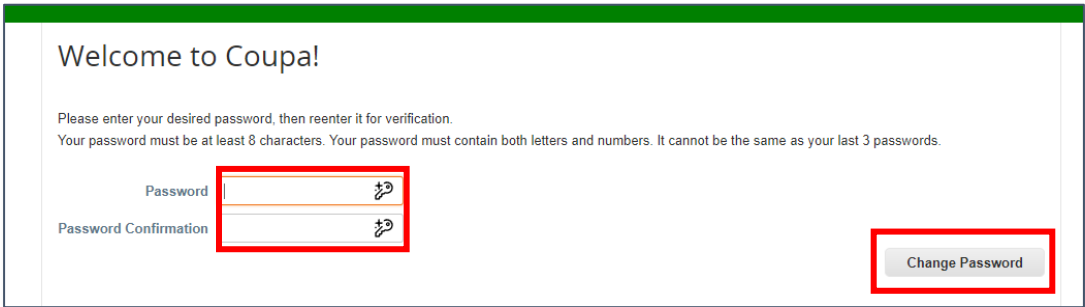 Welcome to Coupa!
Please enter your desired password, then reenter it for verification.
Your password must be at least 8 characters. Your password must contain both letters and numbers. It cannot be the same as your last 3 passwords.
Password
Password Confirmation
Change Password